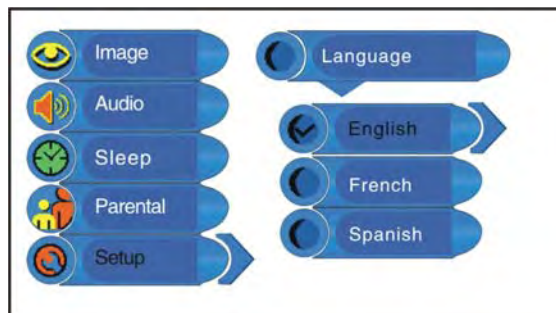 Image
Audio
Sleep
Parental
Setup
Language
English
French
Spanish